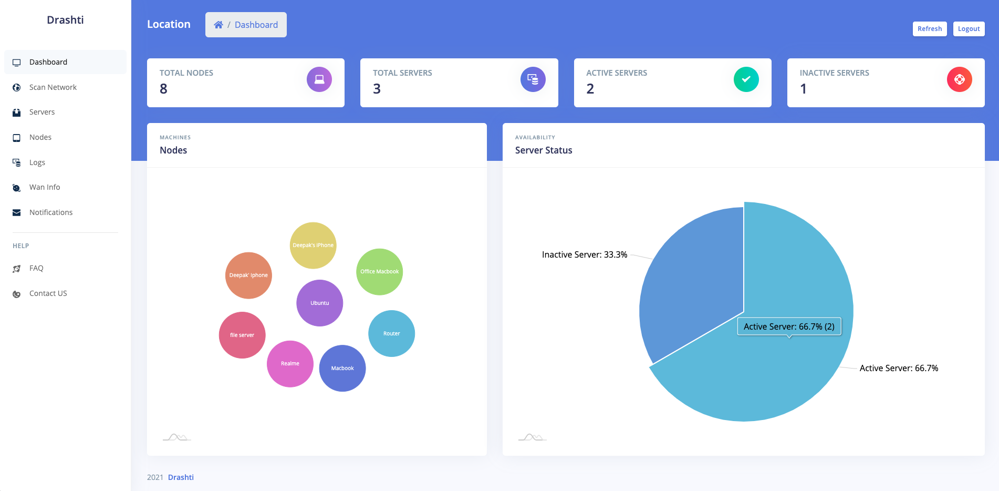 Drashti
Dashboard
Scan Network
Servers
Nodes
Logs
Wan Info
Notifications
HELP
FAQ
Contact US
Location
/ Dashboard
Refresh
Logout
TOTAL NODES
8
TOTAL SERVERS
3
ACTIVE SERVERS
2
INACTIVE SERVERS
1
MACHINES
Nodes
Deepak's IPhone
Deepak' Iphone
Office Macbook
Ubuntu
file server
Router
Realme
Macbook
AVAILABILITY
Server Status
Inactive Server: 33.3%
Active Server: 66.7% (2)
Active Server: 66.7%
2021 Drashti